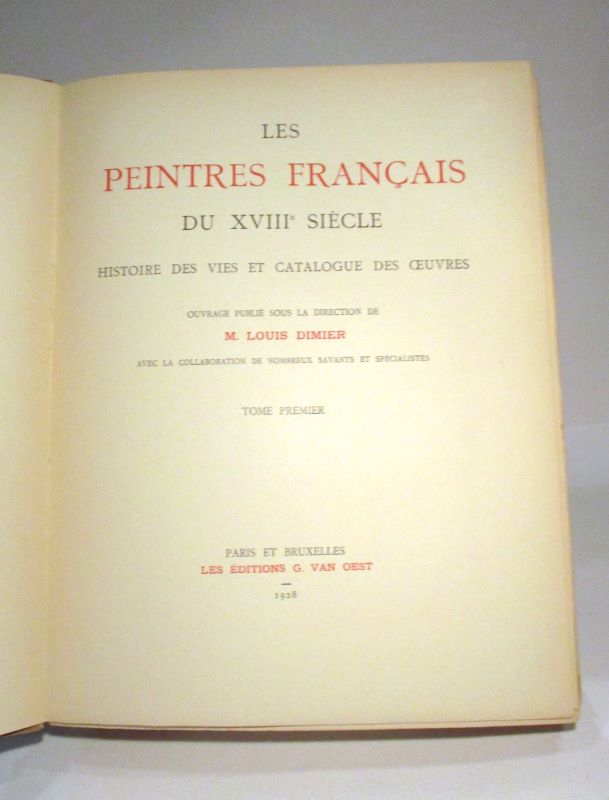 LES
PEINTRES FRANÇAIS
DU XVIIIᵉ SIÈCLE
HISTOIRE DES VIES ET CATALOGUE DES ŒUVRES
OUVRAGE PUBLIÉ SOUS LA DIRECTION DE
M. LOUIS DIMIER
AVEC LA COLLABORATION DE NOMBREUX SAVANTS ET SPÉCIALISTES
TOME PREMIER
PARIS ET BRUXELLES
LES ÉDITIONS G. VAN OEST
—
1928